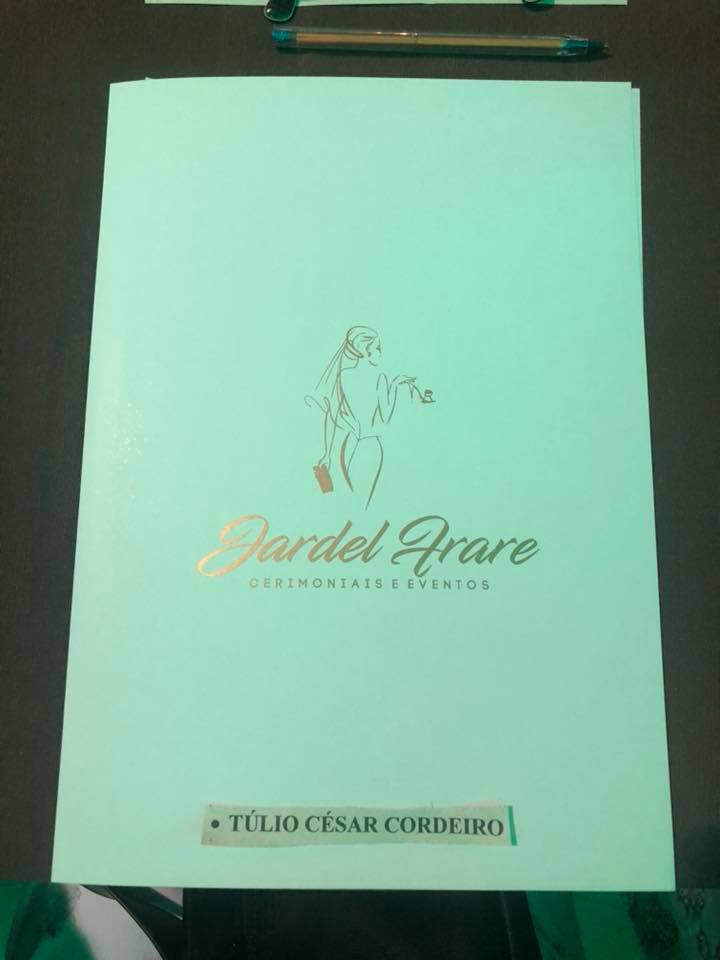 Jardel Frare
CERIMONIAIS E EVENTOS
• TÚLIO CÉSAR CORDEIRO